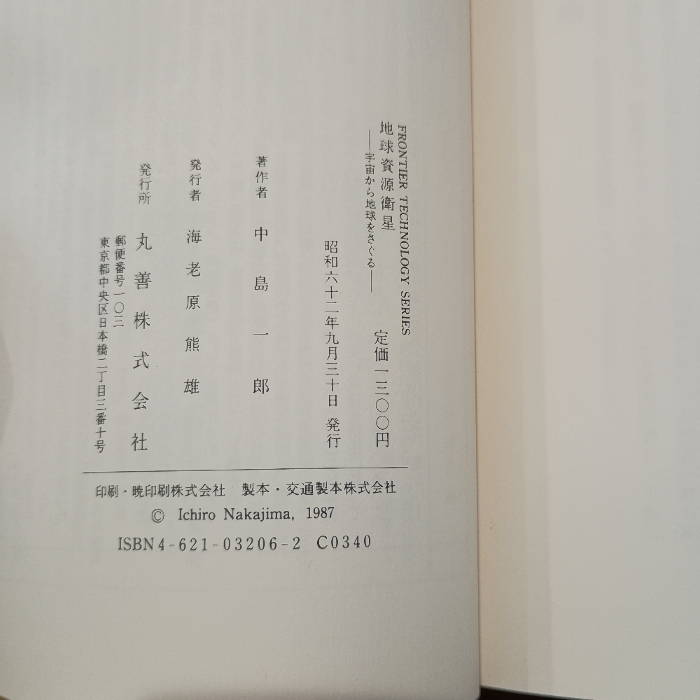 FRONTIER TECHNOLOGY SERIES
地球資源衛星
――宇宙から地球をさぐる――
定価一三〇〇円
昭和六十二年九月三十日 発行
著作者 中島一郎
発行者 海老原熊雄
発行所 丸善株式会社
郵便番号一〇三
東京都中央区日本橋二丁目三番十号
印刷・暁印刷株式会社 製本・交通製本株式会社
© Ichiro Nakajima, 1987
ISBN4-621-03206-2 C0340